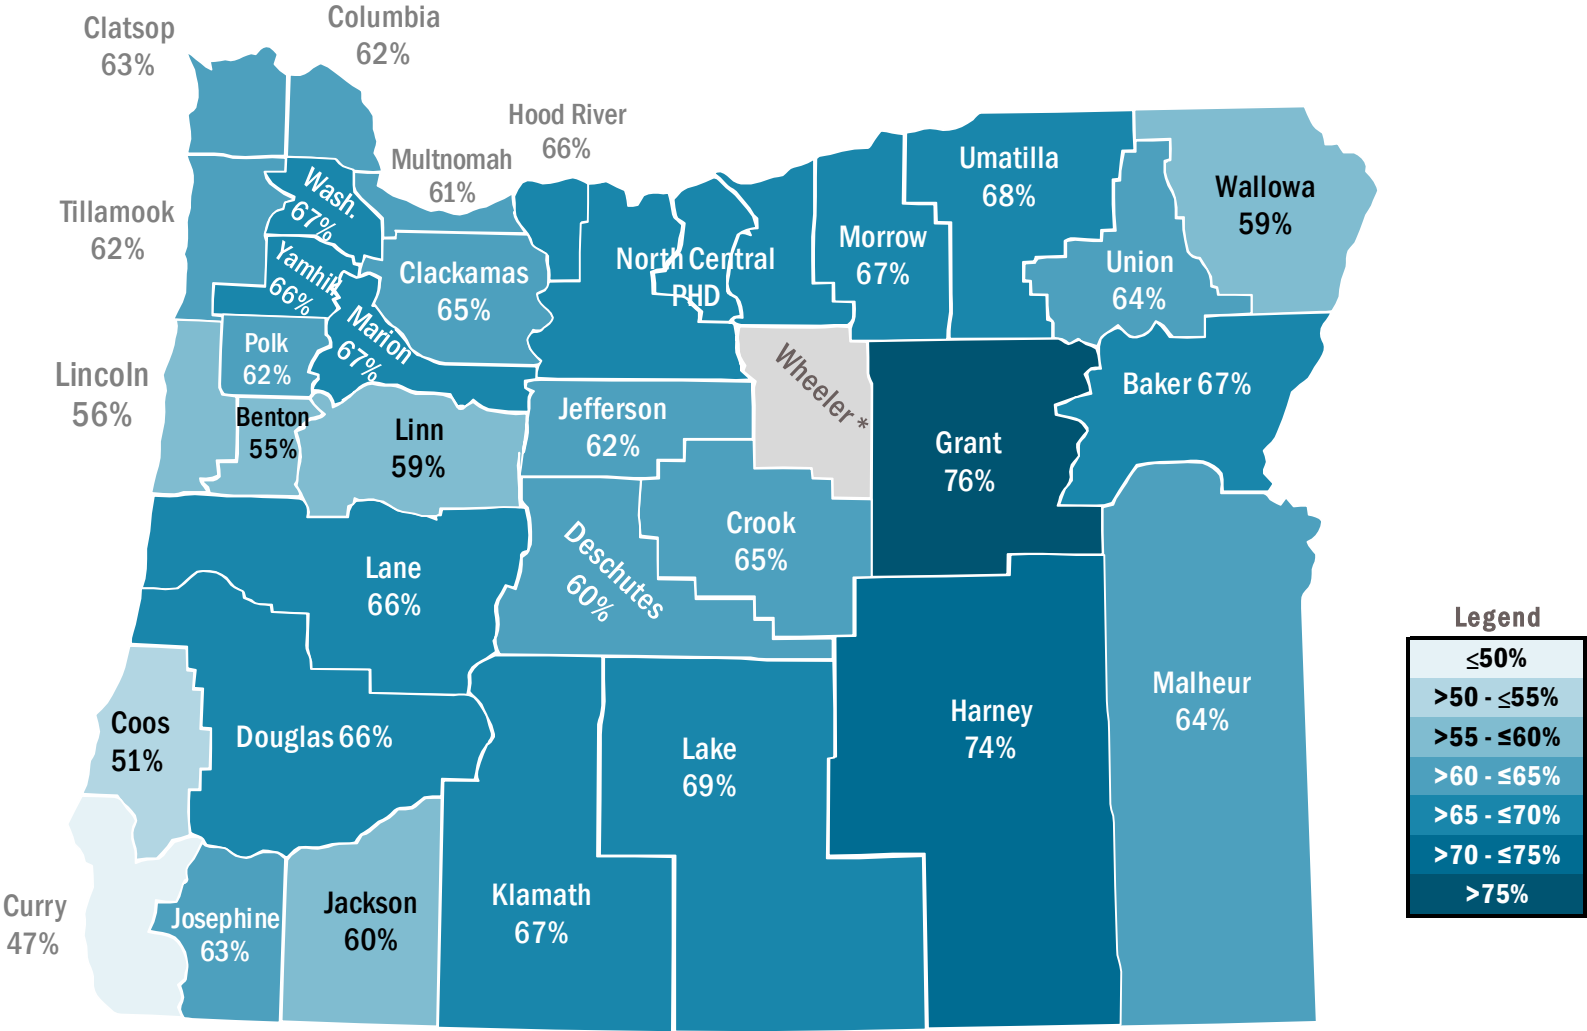 Clatsop
63%
Columbia
62%
Hood River
66%
Multnomah
61%
Tillamook
62%
Wash.
67%
Yamhill
66%
Clackamas
65%
Marion
67%
Polk
62%
Lincoln
56%
Benton
55%
Linn
59%
North Central
PHD
Morrow
67%
Umatilla
68%
Union
64%
Wallowa
59%
Baker 67%
Wheeler *
Grant
76%
Jefferson
62%
Crook
65%
Deschutes
60%
Lane
66%
Douglas 66%
Coos
51%
Curry
47%
Josephine
63%
Jackson
60%
Klamath
67%
Lake
69%
Harney
74%
Malheur
64%
Legend
≤50%
>50 - ≤55%
>55 - ≤60%
>60 - ≤65%
>65 - ≤70%
>70 - ≤75%
>75%